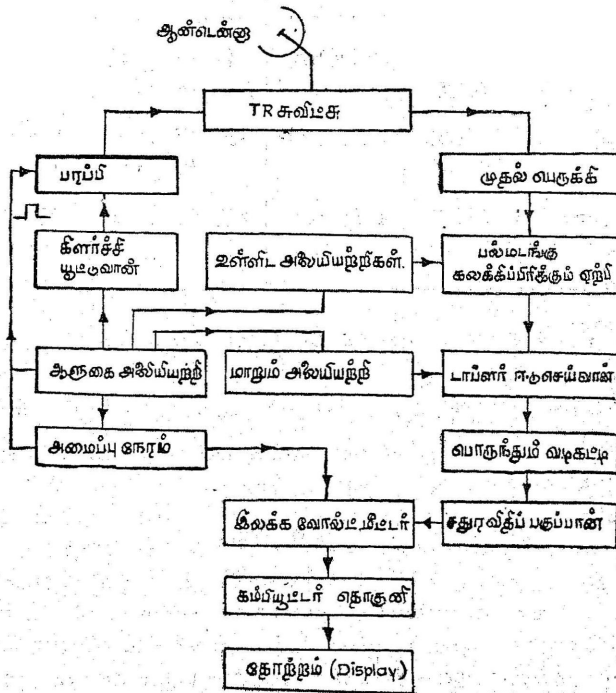 ஆன்டென்னா
TR சுவிட்சு
பரப்பி
முதல் பெருக்கி
கிளர்ச்சி
யூட்டுவான்
உள்ளிட அலையியற்றிகள்.
பல்மடங்கு
கலக்கிப்பிரிக்கும் ஏற்பி
ஆளுகை அலையியற்றி
மாறும் அலையியற்றி
டாப்ளர் ஈடுசெய்வான்
அமைப்பு நேரம்
பொருந்தும் வடிகட்டி
இலக்க வோல்ட் மீட்டர்
சதுரவிதிப் பகுப்பான்
கம்பியூட்டர் தொகுனி
தோற்றம் (Display)